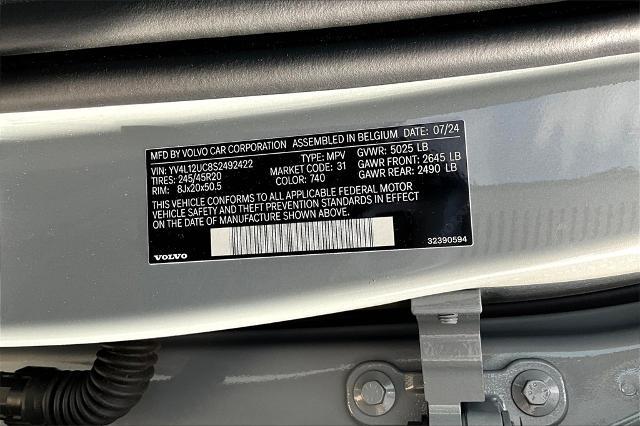 MFD BY VOLVO CAR CORPORATION ASSEMBLED IN BELGIUM DATE: 07/24
VIN: YV4L12UC8S2492422 TYPE: MPV GVWR: 5025 LB
TIRES: 245/45R20 MARKET CODE: 31 GAWR FRONT: 2645 LB
RIM: 8Jx20x50.5 COLOR: 740 GAWR REAR: 2490 LB
THIS VEHICLE CONFORMS TO ALL APPLICABLE FEDERAL MOTOR
VEHICLE SAFETY AND THEFT PREVENTION STANDARDS IN EFFECT
ON THE DATE OF MANUFACTURE SHOWN ABOVE.
VOLVO 32390594